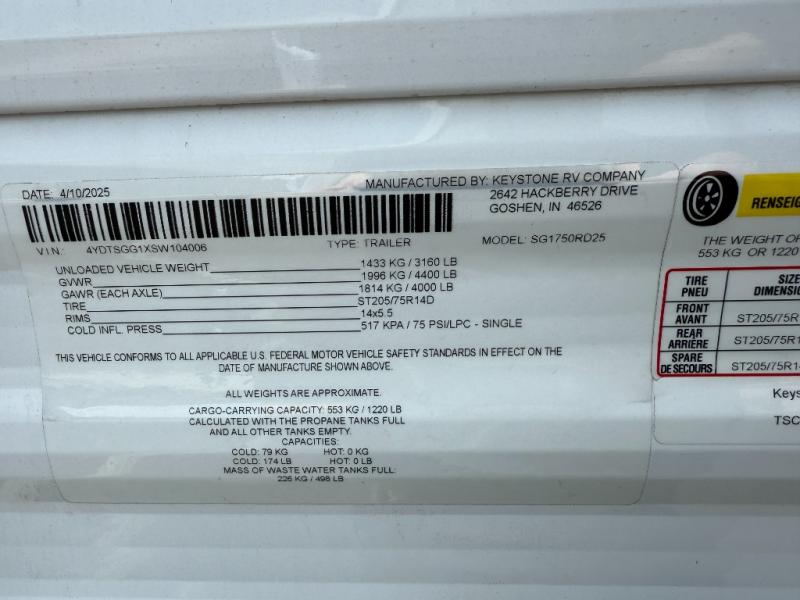 DATE: 4/10/2025
MANUFACTURED BY: KEYSTONE RV COMPANY
2642 HACKBERRY DRIVE
GOSHEN, IN 46526
V I N : 4YDTSGG1XSW104006
TYPE: TRAILER
MODEL: SG1750RD25
UNLOADED VEHICLE WEIGHT 1433 KG / 3160 LB
GVWR 1996 KG / 4400 LB
GAWR (EACH AXLE) 1814 KG / 4000 LB
TIRE ST205/75R14D
RIMS 14x5.5
COLD INFL. PRESS 517 KPA / 75 PSI/LPC - SINGLE
THIS VEHICLE CONFORMS TO ALL APPLICABLE U.S. FEDERAL MOTOR VEHICLE SAFETY STANDARDS IN EFFECT ON THE
DATE OF MANUFACTURE SHOWN ABOVE.
ALL WEIGHTS ARE APPROXIMATE.
CARGO-CARRYING CAPACITY: 553 KG / 1220 LB
CALCULATED WITH THE PROPANE TANKS FULL
AND ALL OTHER TANKS EMPTY.
CAPACITIES:
COLD: 79 KG HOT: 0 KG
COLD: 174 LB HOT: 0 LB
MASS OF WASTE WATER TANKS FULL:
226 KG / 498 LB
RENSEIG
THE WEIGHT OF
553 KG OR 1220
TIRE SIZE
PNEU DIMENSI
FRONT
AVANT ST205/75R
REAR
ARRIÈRE ST205/75R1
SPARE
DE SECOURS ST205/75R14
Keys
TSC